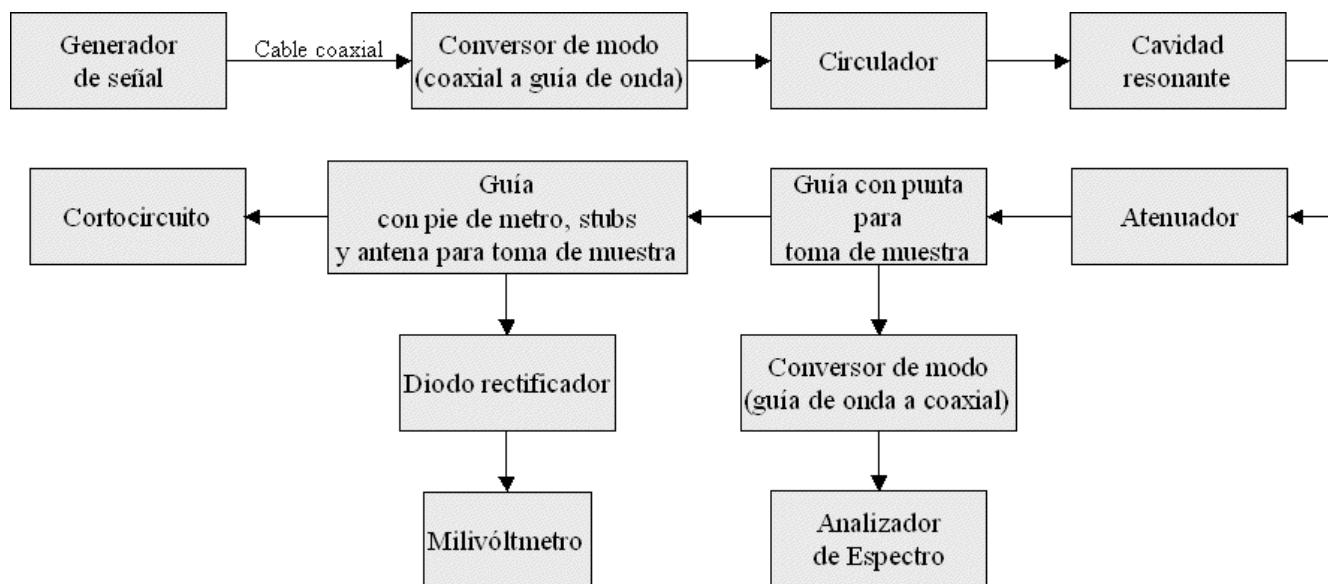 Generador
de señal
Cable coaxial
Conversor de modo
(coaxial a guía de onda)
Circulador
Cavidad
resonante
Cortocircuito
Guía
con pie de metro, stubs
y antena para toma de muestra
Guía con punta
para
toma de muestra
Atenuador
Diodo rectificador
Conversor de modo
(guía de onda a coaxial)
Milivóltmetro
Analizador
de Espectro